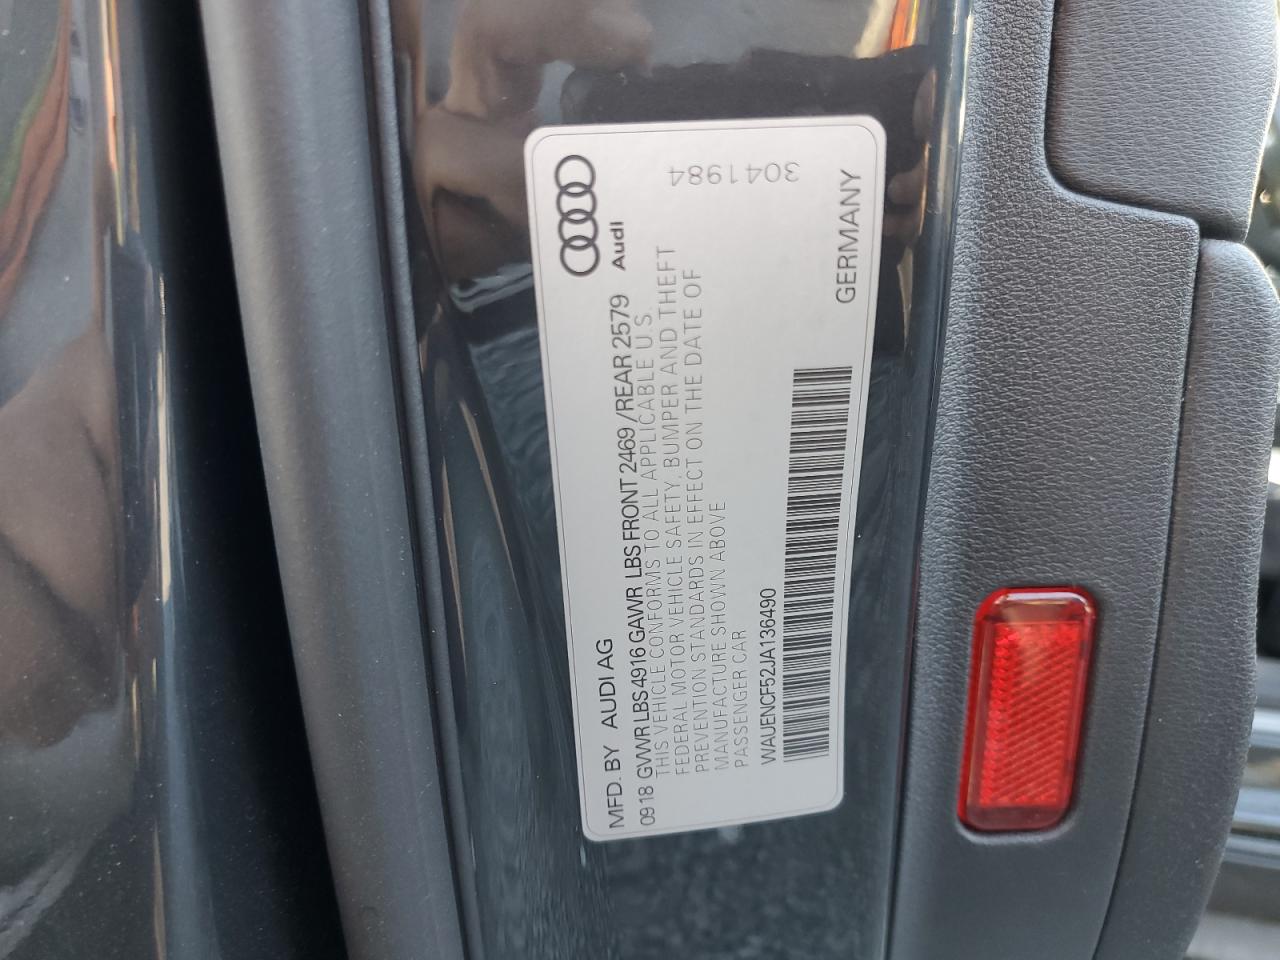 MFD. BY AUDI AG
Audi
09 18 GVWR LBS 4916 GAWR LBS FRONT 2469 / REAR 2579
THIS VEHICLE CONFORMS TO ALL APPLICABLE U.S.
FEDERAL MOTOR VEHICLE SAFETY, BUMPER AND THEFT
PREVENTION STANDARDS IN EFFECT ON THE DATE OF
MANUFACTURE SHOWN ABOVE
PASSENGER CAR
WAUENCF52JA136490
GERMANY
3041984